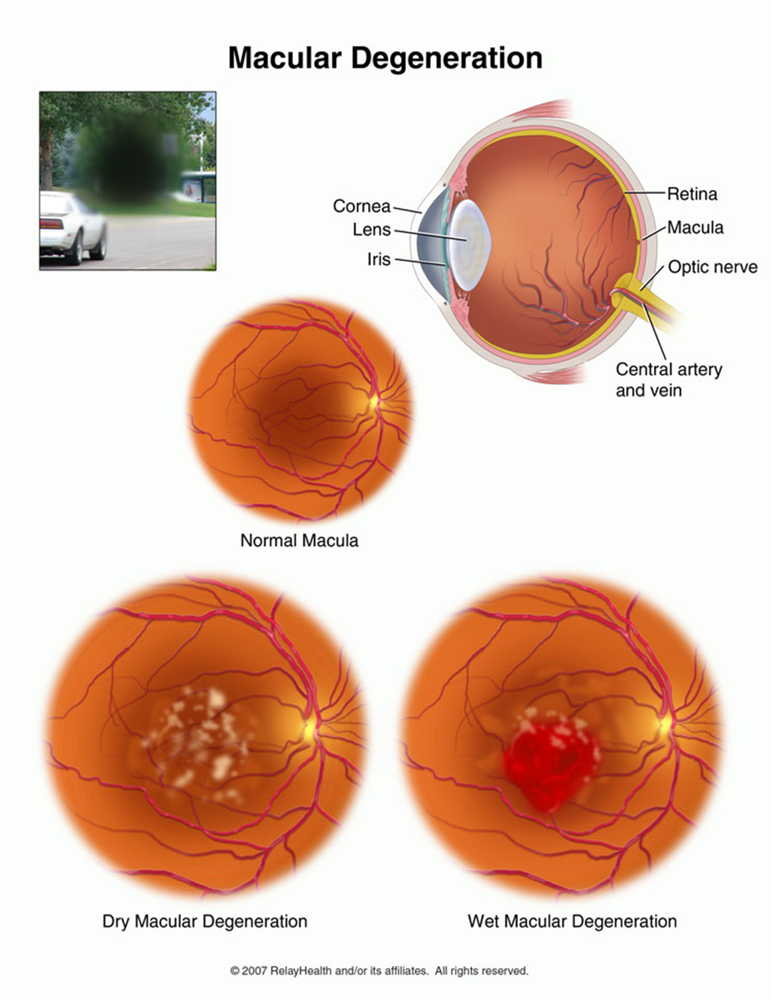 Macular Degeneration
Cornea
Lens
Iris
Retina
Macula
Optic nerve
Central artery
and vein
Normal Macula
Dry Macular Degeneration
Wet Macular Degeneration
© 2007 RelayHealth and/or its affiliates.  All rights reserved.